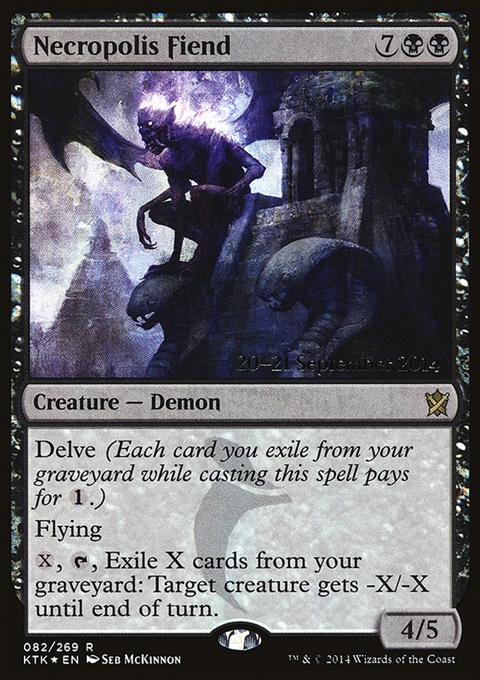 Necropolis Fiend 7
20–21 September 2014
Creature — Demon
Delve (Each card you exile from your
graveyard while casting this spell pays
for 1.)
Flying
X, , Exile X cards from your
graveyard: Target creature gets -X/-X
until end of turn.
4/5
082/269 R
KTK ★ EN Seb McKinnon
™ & © 2014 Wizards of the Coast